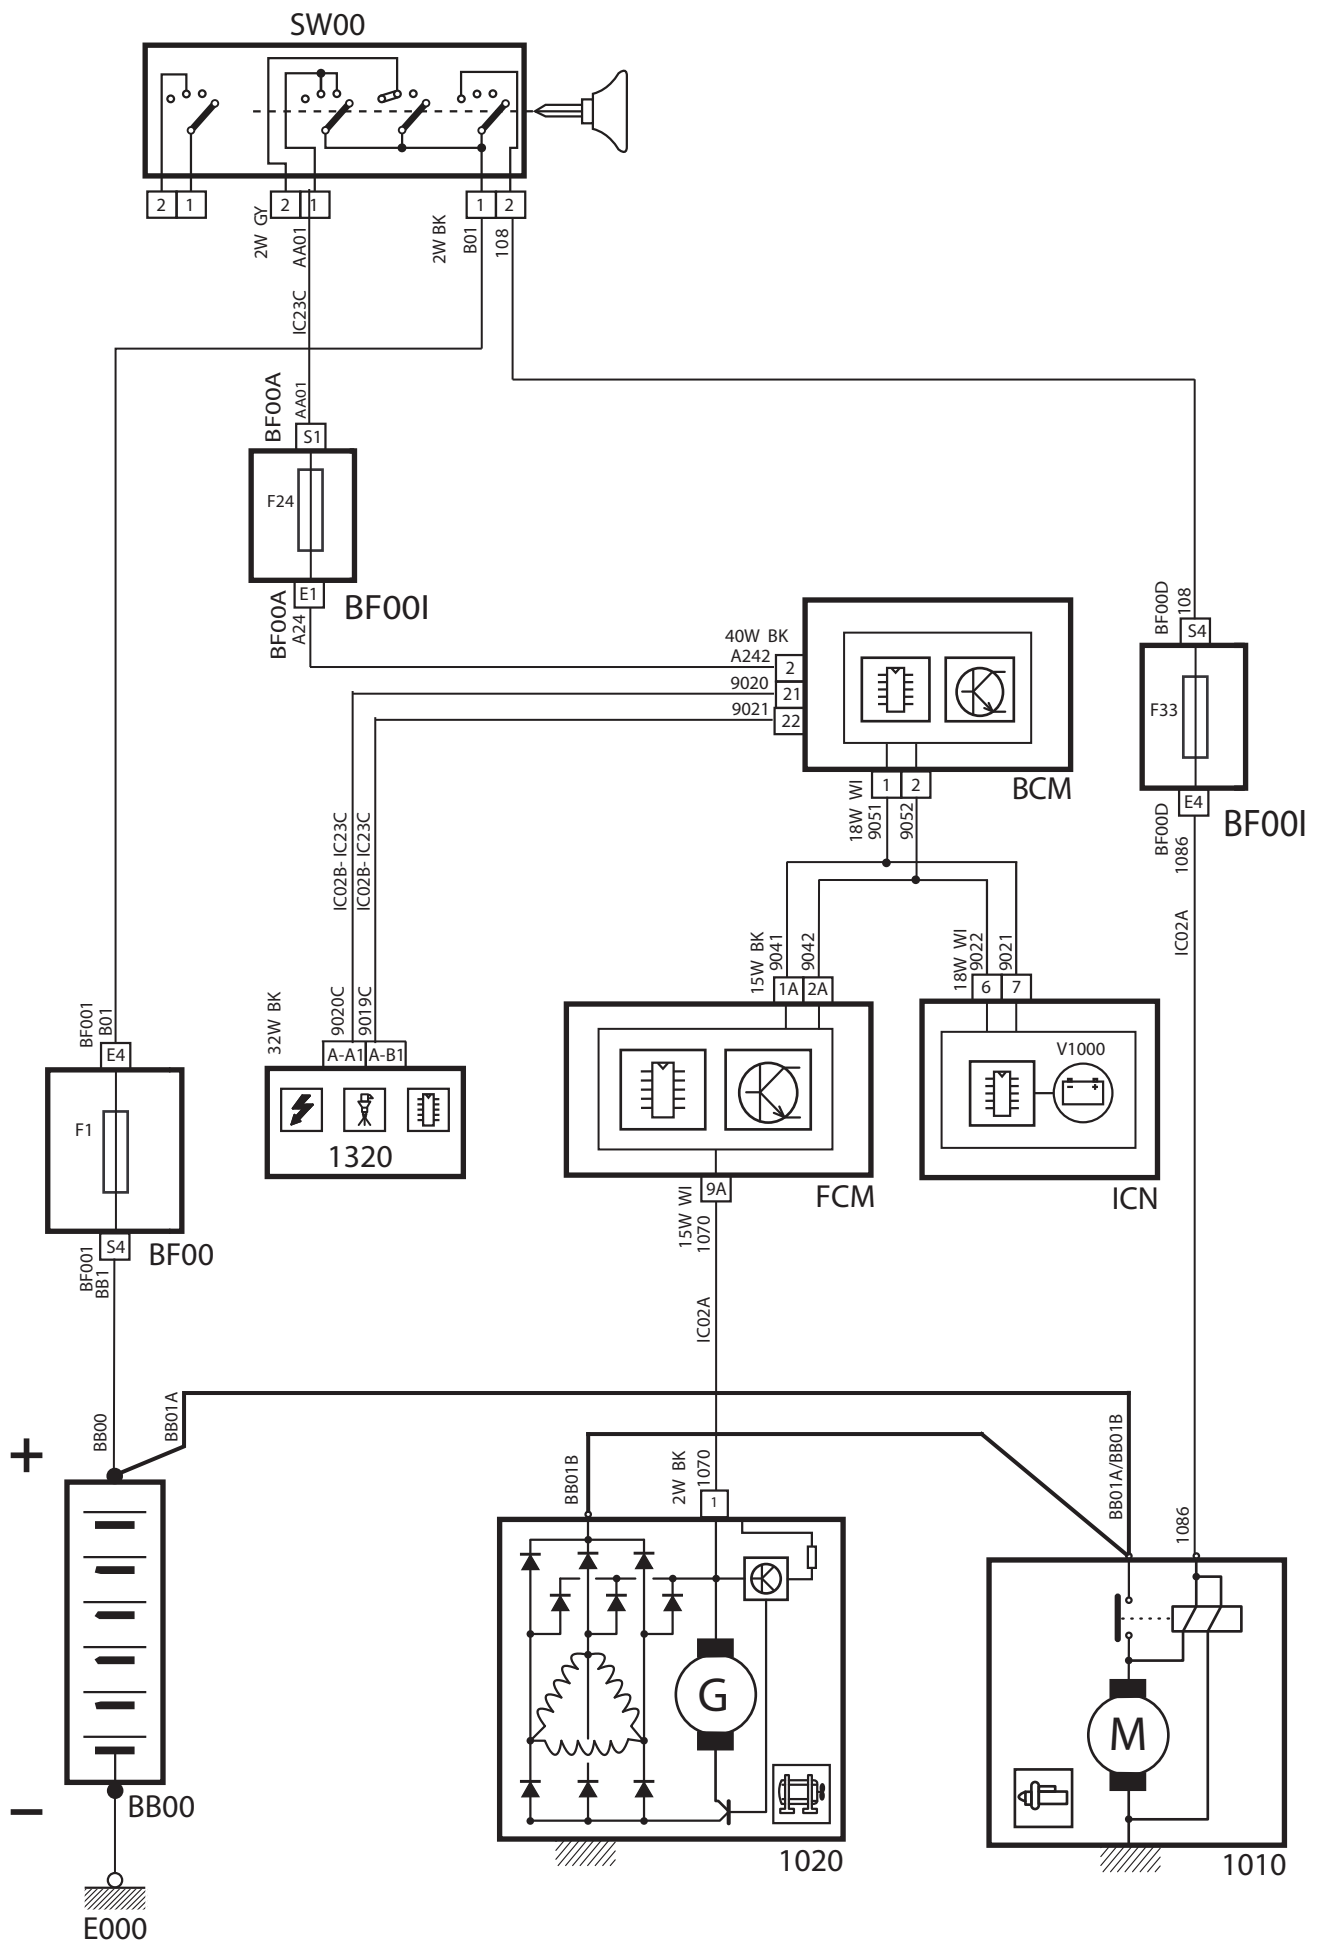 SW00
2 1
2 1
1 2
2W GY
AA01
2W BK
B01
108
IC23C
BF00A
AA01
S1
F24
E1
BF00A
A24
BF00I
BF00D
108
S4
F33
E4
BF00D
1086
BF00I
IC02A
40W BK
A242
2
9020
21
9021
22
BCM
1 2
18W WI
9051
9052
IC02B- IC23C
IC02B- IC23C
15W BK
9041
9042
1A 2A
18W WI
9022
9021
6 7
BF001
B01
E4
F1
S4
BF001
BB1
BF00
32W BK
9020C
9019C
A-A1 A-B1
1320
FCM
9A
15W WI
1070
IC02A
V1000
- +
ICN
BB00
BB01A
+
BB01B
2W BK
1070
1
BB01A/BB01B
1086
G
M
−
BB00
1020
1010
E000